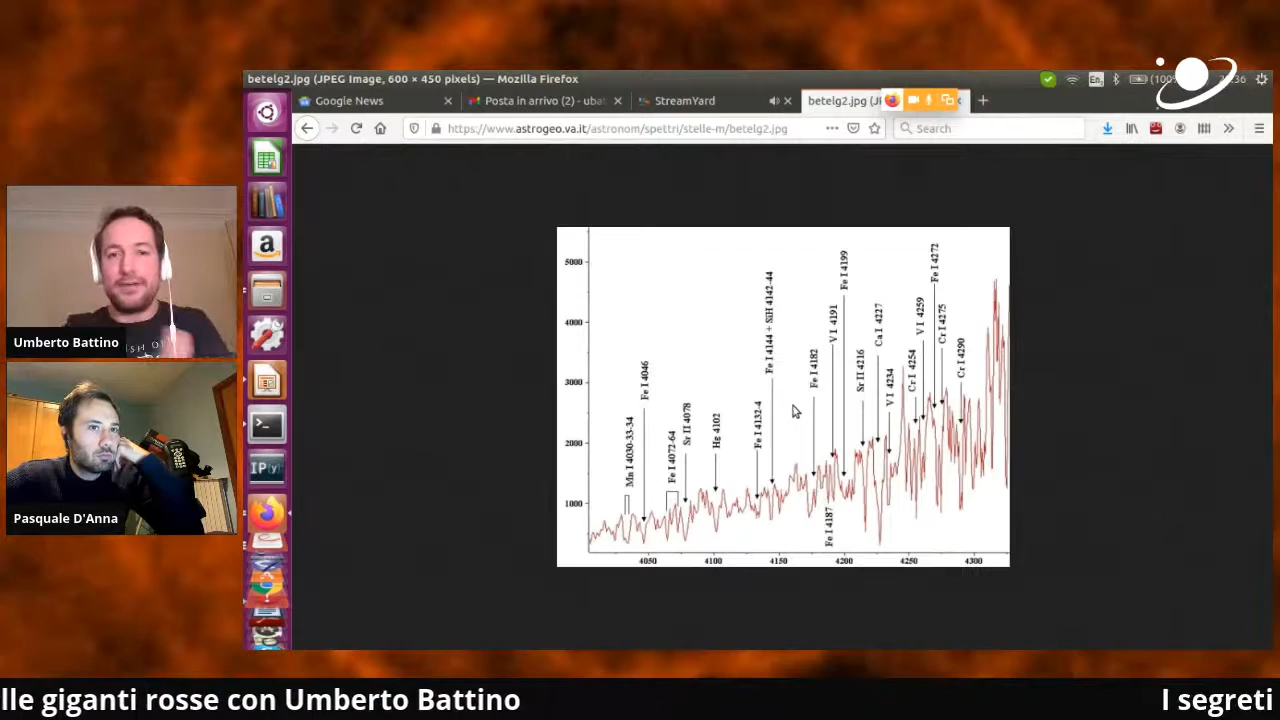 betelg2.jpg (JPEG Image, 600 × 450 pixels) — Mozilla Firefox
En
Google News
Posta in arrivo (2) - uba
StreamYard
betelg2.jpg (J
https://www.astrogeo.va.it/astronom/spettri/stelle-m/betelg2.jpg
Search
a
>_
IP[y]:
5000
4000
3000
2000
1000
Mn I 4030-33-34
Fe I 4046
Fe I 4072-64
Sr II 4078
Fe I 4132-4
Fe I 4144 + SiH 4142-44
Fe I 4182
V I 4191
Fe I 4187
Fe I 4199
Sr II 4216
Ca I 4227
V I 4234
Cr I 4254
V I 4259
Fe I 4272
Cr I 4275
Cr I 4290
4050
4100
4150
4200
4250
4300
Umberto Battino
Pasquale D'Anna
lle giganti rosse con Umberto Battino
I segreti